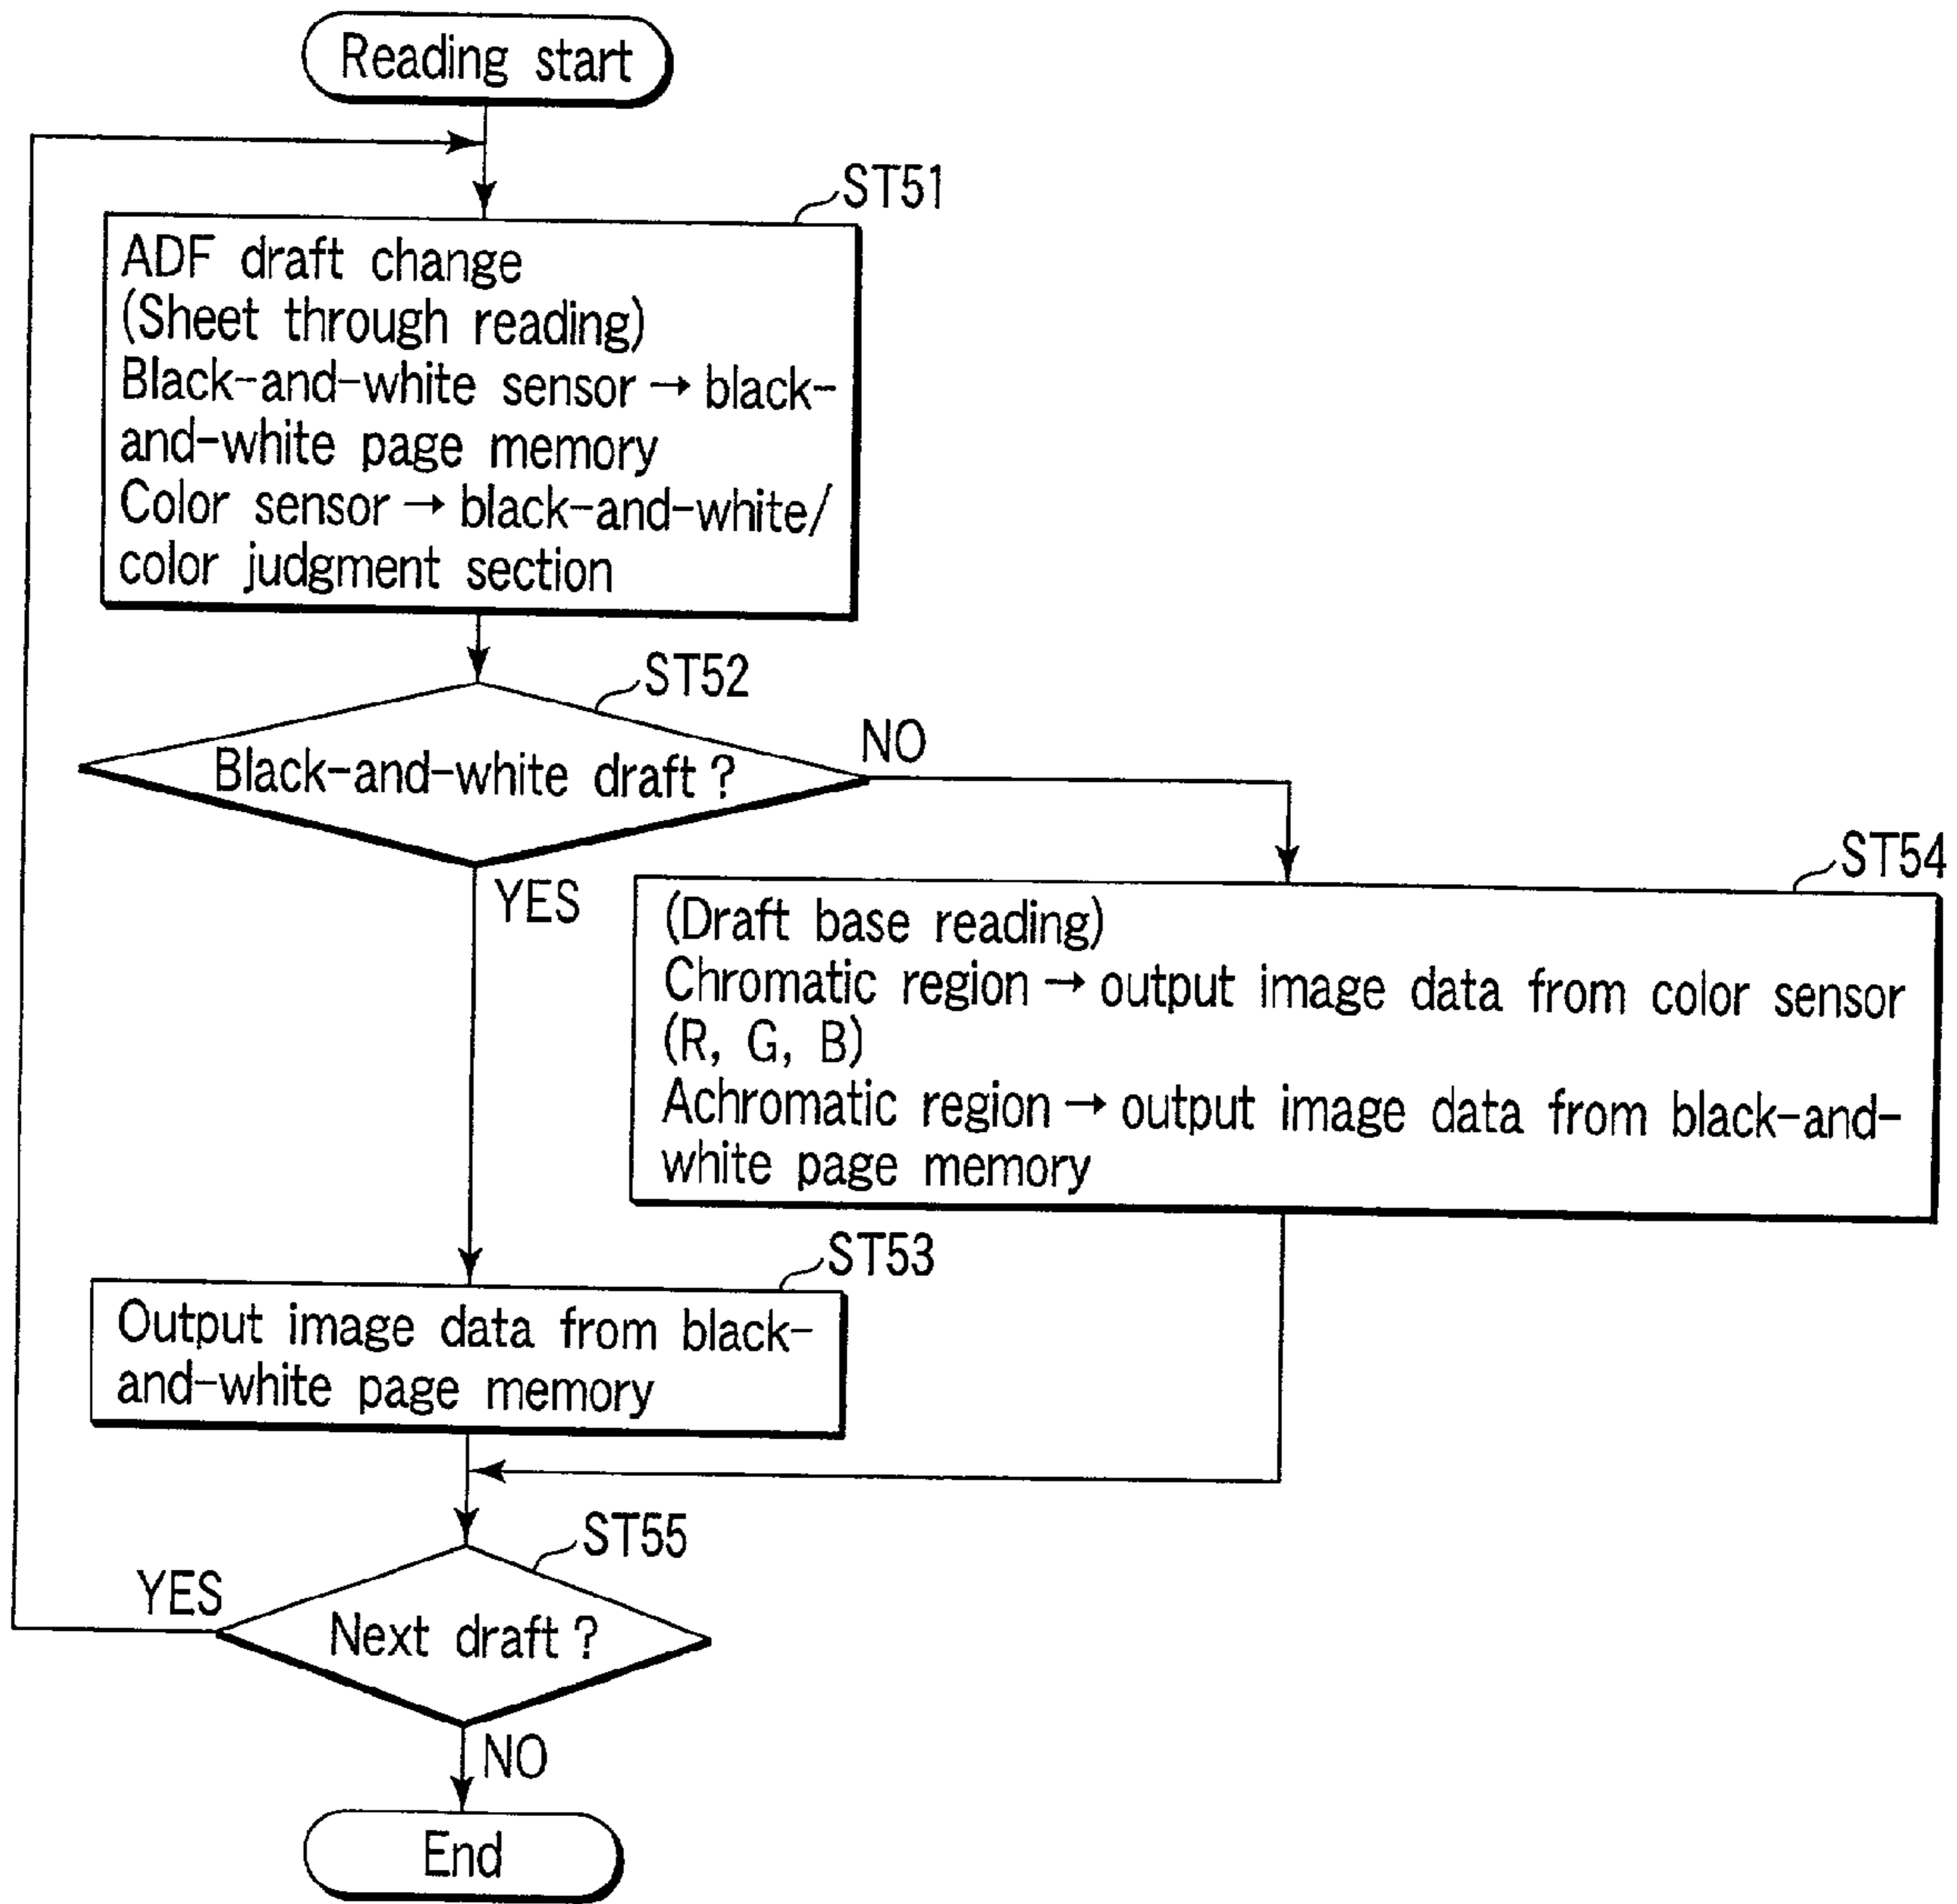 Reading start
ST51
ADF draft change
(Sheet through reading)
Black-and-white sensor → black-
and-white page memory
Color sensor → black-and-white/
color judgment section
ST52
Black-and-white draft ?
NO
YES
ST54
(Draft base reading)
Chromatic region → output image data from color sensor
(R, G, B)
Achromatic region → output image data from black-and-
white page memory
ST53
Output image data from black-
and-white page memory
ST55
YES
Next draft ?
NO
End